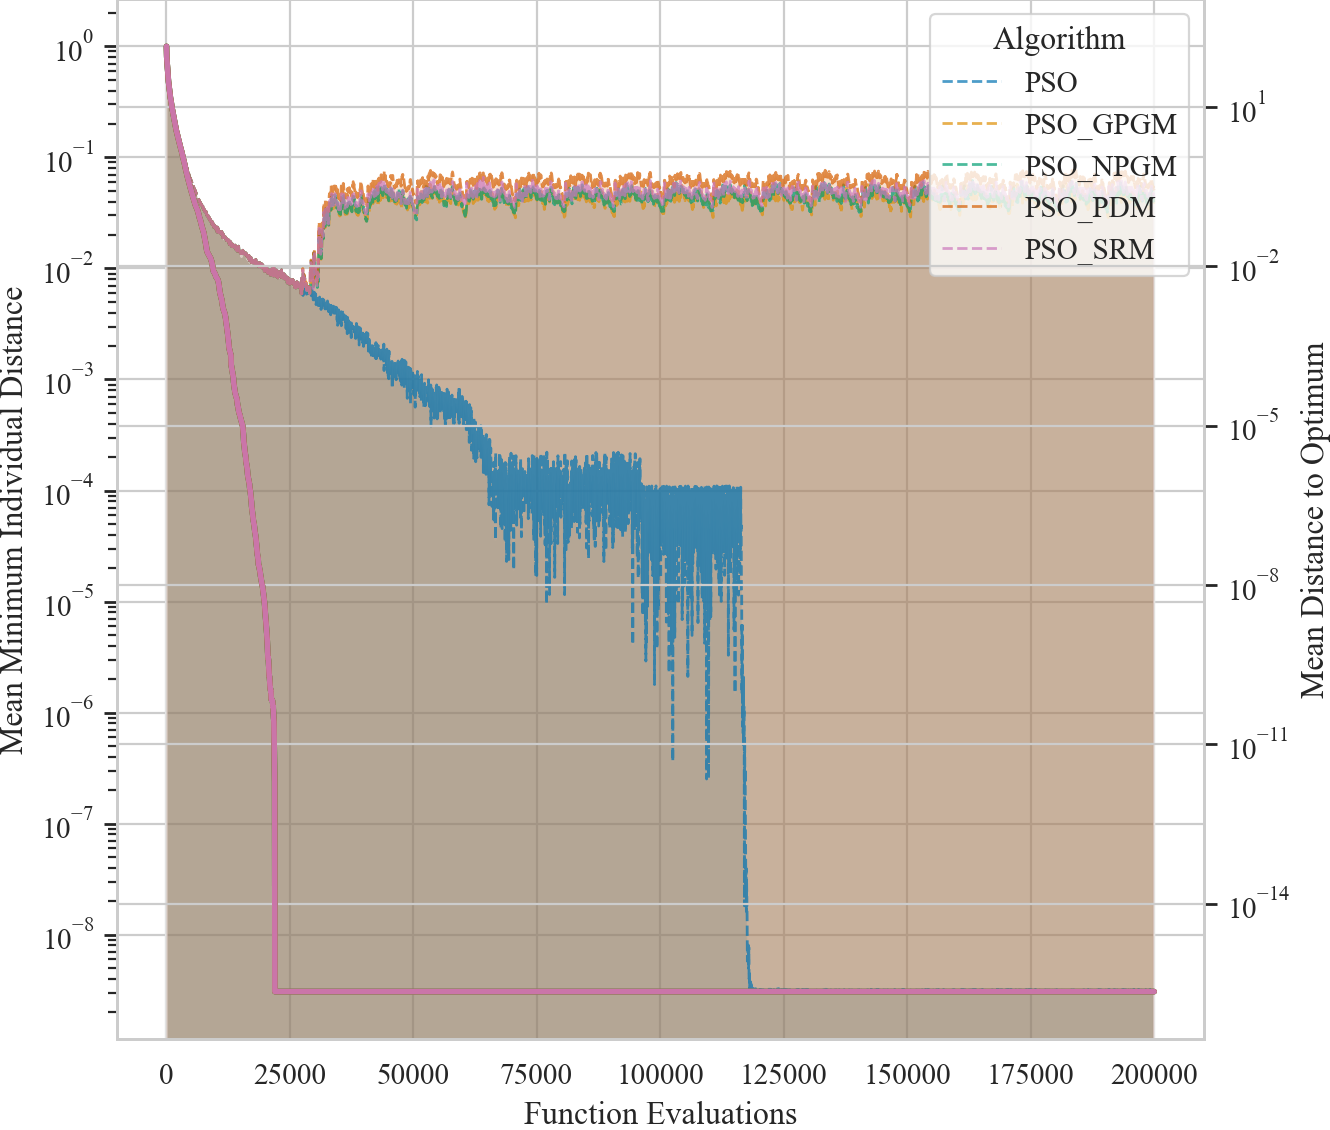 Mean Minimum Individual Distance
10^0
10^−1
10^−2
10^−3
10^−4
10^−5
10^−6
10^−7
10^−8
Algorithm
PSO
PSO_GPGM
PSO_NPGM
PSO_PDM
PSO_SRM
10^1
10^−2
10^−5
10^−8
10^−11
10^−14
Mean Distance to Optimum
0 25000 50000 75000 100000 125000 150000 175000 200000
Function Evaluations